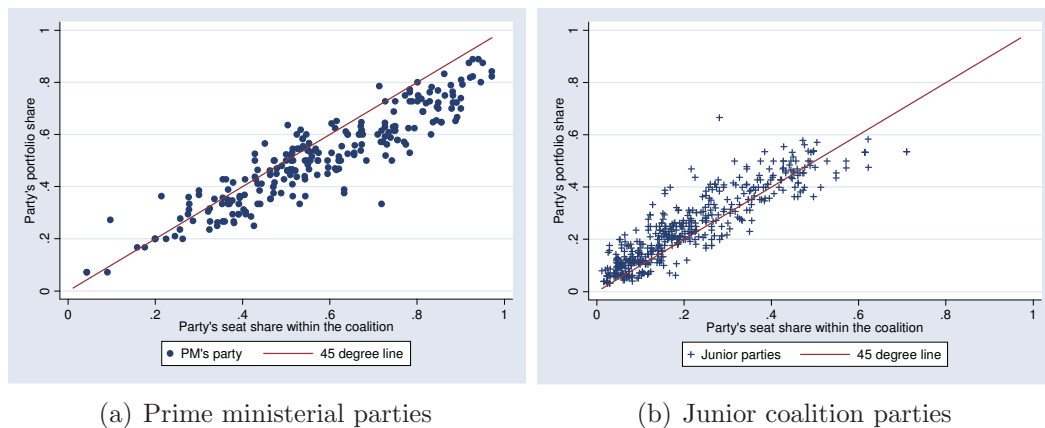 Party's portfolio share
0 .2 .4 .6 .8 1
0 .2 .4 .6 .8 1
Party's seat share within the coalition
PM's party 45 degree line
(a) Prime ministerial parties
Party's portfolio share
0 .2 .4 .6 .8 1
0 .2 .4 .6 .8 1
Party's seat share within the coalition
Junior parties 45 degree line
(b) Junior coalition parties